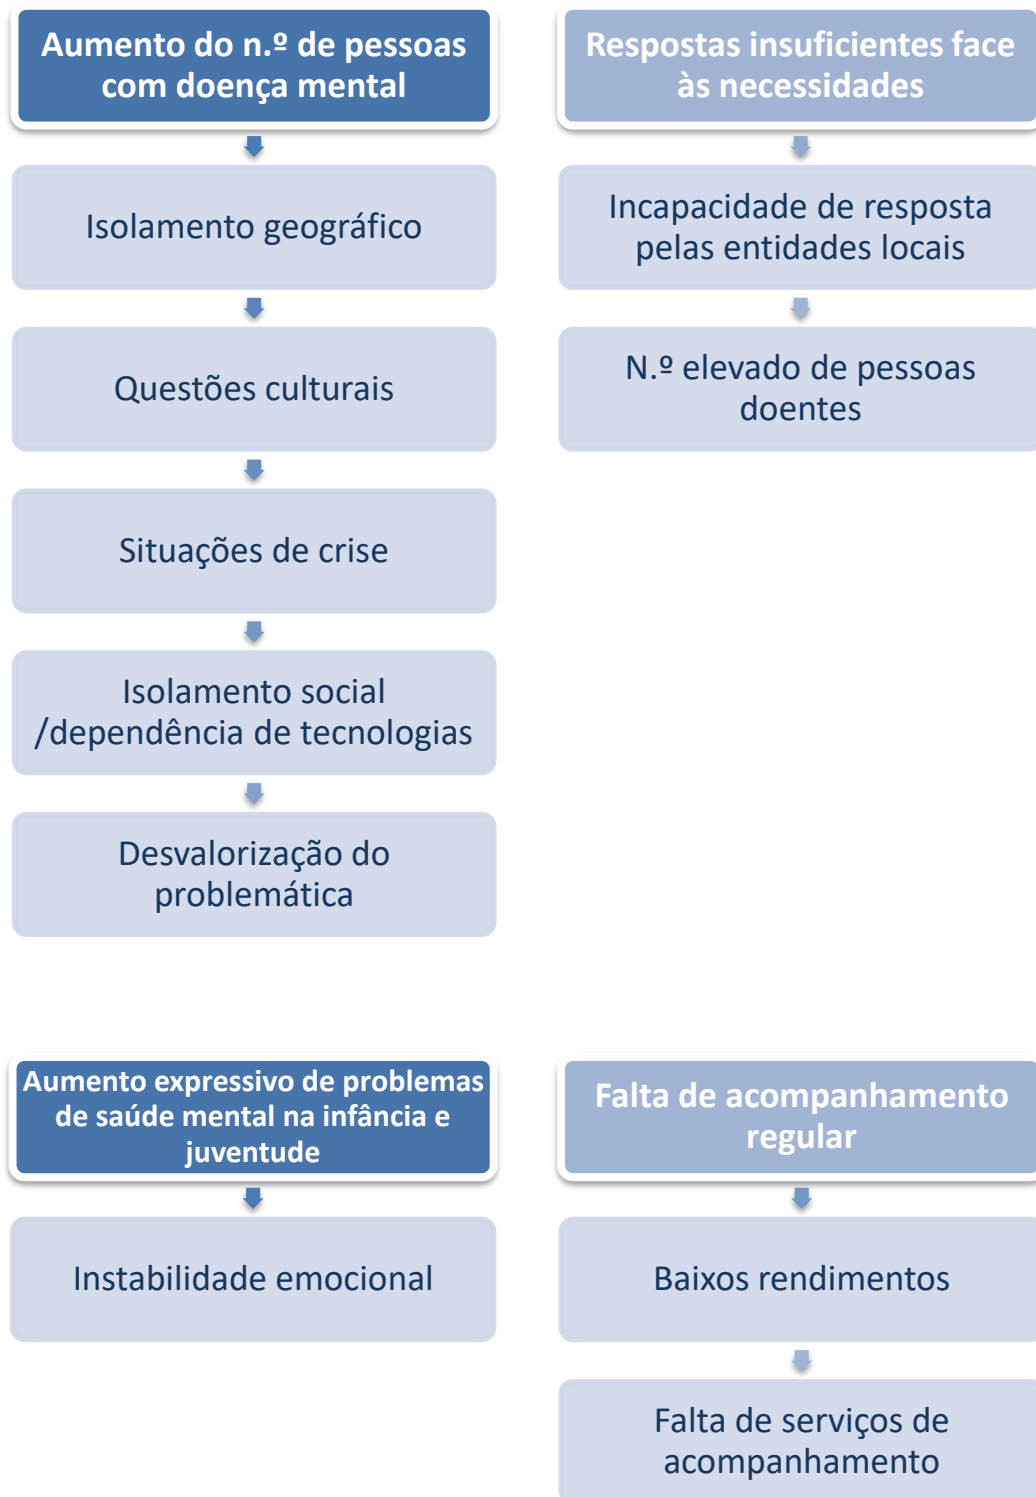 Aumento do n.º de pessoas
com doença mental
Isolamento geográfico
Questões culturais
Situações de crise
Isolamento social
/dependência de tecnologias
Desvalorização do
problemática
Respostas insuficientes face
às necessidades
Incapacidade de resposta
pelas entidades locais
N.º elevado de pessoas
doentes
Aumento expressivo de problemas
de saúde mental na infância e
juventude
Instabilidade emocional
Falta de acompanhamento
regular
Baixos rendimentos
Falta de serviços de
acompanhamento